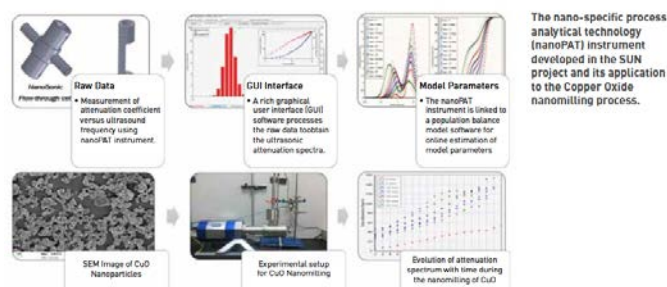 NanoSonic
Flow-through cell
Raw Data
• Measurement of
attenuation coefficient
versus ultrasound
frequency using
nanoPAT instrument.
GUI Interface
• A rich graphical
user interface (GUI)
software processes
the raw data toobtain
the ultrasonic
attenuation spectra.
Model Parameters
• The nanoPAT
instrument is linked to
a population balance
model software for
online estimation of
model parameters
The nano-specific process
analytical technology
(nanoPAT) instrument
developed in the SUN
project and its application
to the Copper Oxide
nanomilling process.
SEM Image of CuO
Nanoparticles
Experimental setup
for CuO Nanomilling
Evolution of attenuation
spectrum with time during
the nanomilling of CuO